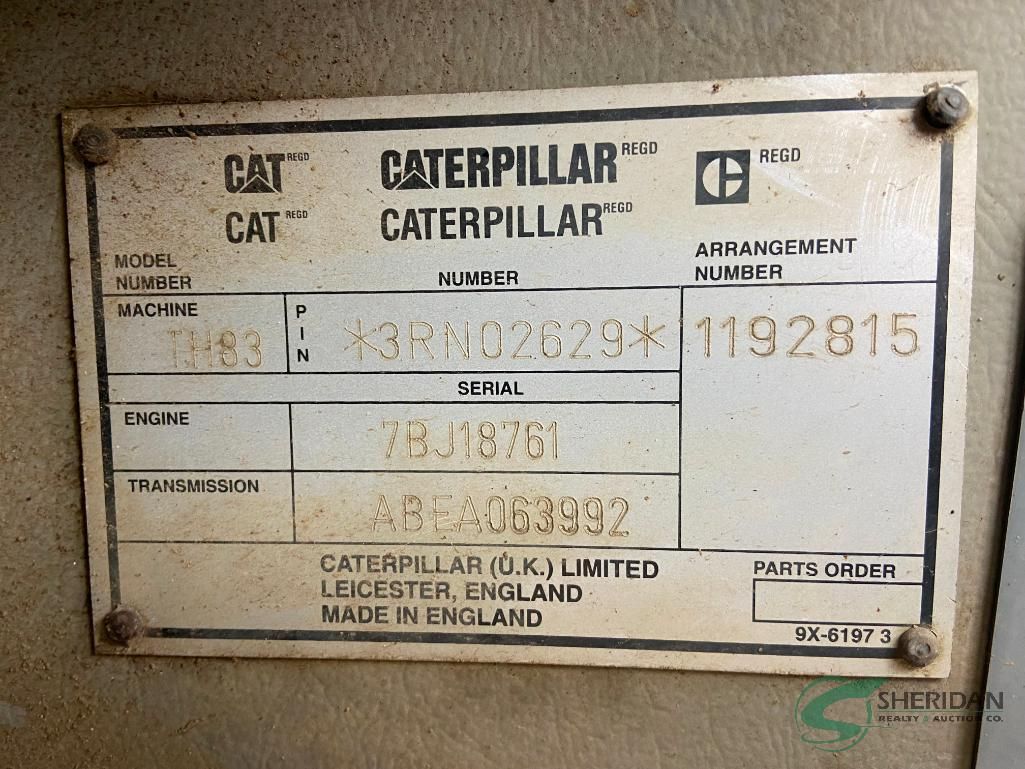 CAT REGD CATERPILLAR REGD REGD
CAT REGD CATERPILLAR REGD
MODEL
NUMBER
NUMBER
ARRANGEMENT
NUMBER
MACHINE
TH83
PIN
*3RN02629*
1192815
SERIAL
ENGINE
7BJ18761
TRANSMISSION
ABEA063992
CATERPILLAR (U.K.) LIMITED
LEICESTER, ENGLAND
MADE IN ENGLAND
PARTS ORDER
9X-6197 3
SHERIDAN
REALTY & AUCTION CO.